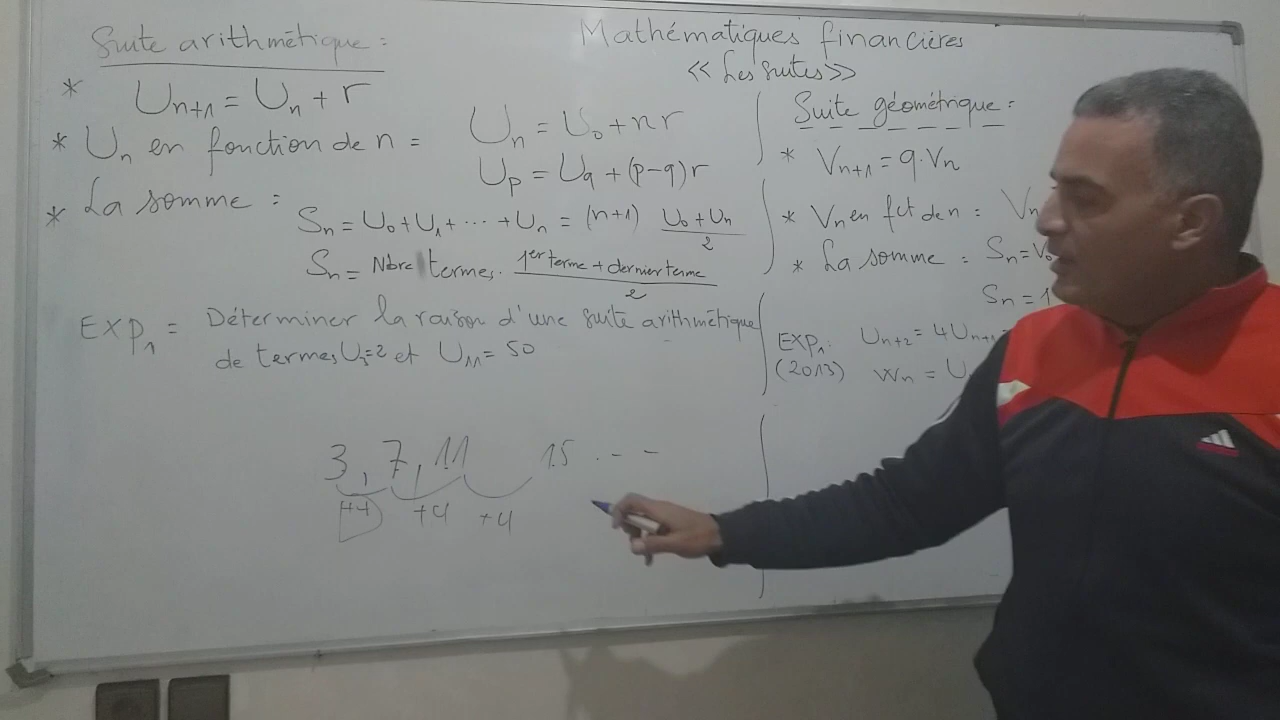 Mathématiques financières
<< Les suites >>
Suite arithmétique :
* Un+1 = Un + r
* Un en fonction de n = Un = U0 + nr
Up = Uq + (p-q)r
* La somme : Sn = U0 + U1 + ... + Un = (n+1) U0 + Un / 2
Sn = Nbre termes. 1er terme + dernier terme / 2
EXP1 = Déterminer la raison d'une suite arithmétique
de termes U3=2 et U11 = 50
3, 7, 11 15 . - -
+4 +4 +4
Suite géométrique :
* Vn+1 = q.Vn
* Vn en fct de n : Vn
* La somme : Sn = V0
Sn = 1
EXP1: Un+2 = 4Un+1
(2013) Wn = U